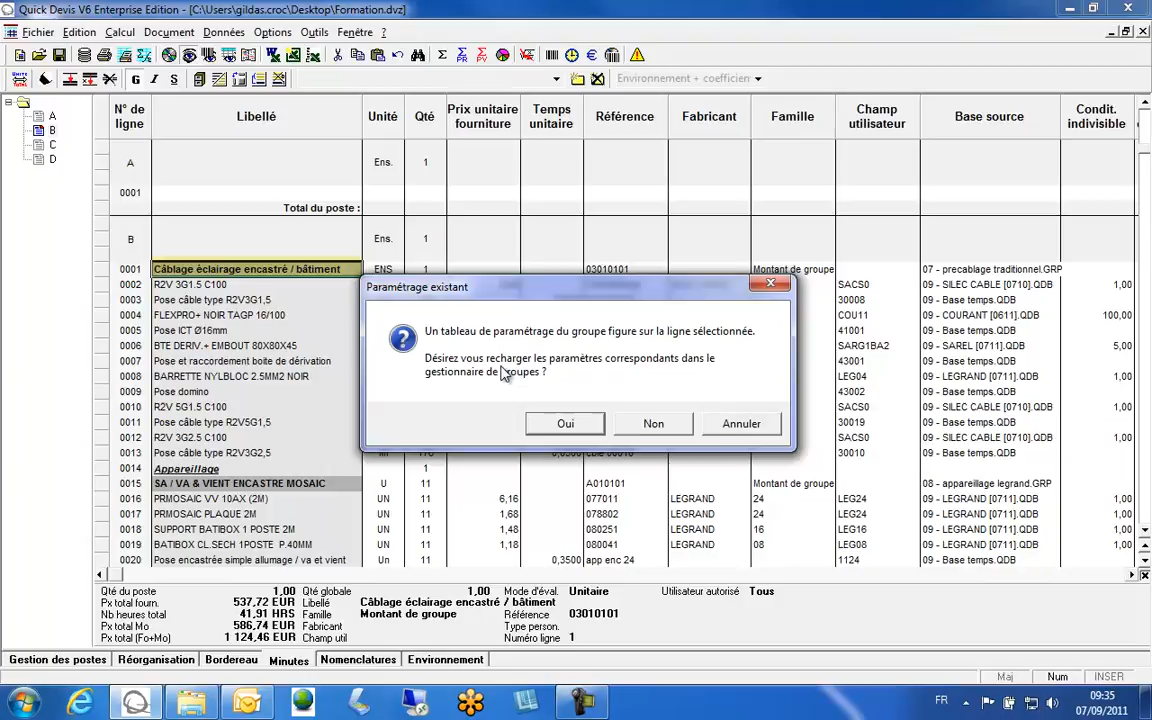 Quick Devis V6 Enterprise Edition - [C:\Users\gildas.croc\Desktop\Formation.dvz]
Fichier Edition Calcul Document Données Options Outils Fenêtre ?
G I S Environnement + coefficien
A
B
C
D
N° de ligne Libellé Unité Qté Prix unitaire fourniture Temps unitaire Référence Fabricant Famille Champ utilisateur Base source Condit. indivisible
A Ens. 1
0001
Total du poste :
B Ens. 1
0001 Câblage éclairage encastré / bâtiment ENS 1 03010101 Montant de groupe 07 - precablage traditionnel.GRP
0002 R2V 3G1.5 C100 SACS0 09 - SILEC CABLE [0710].QDB 1,00
0003 Pose câble type R2V3G1,5 30008 09 - Base temps.QDB
0004 FLEXPRO+ NOIR TAGP 16/100 COU11 09 - COURANT [0611].QDB 100,00
0005 Pose ICT Ø16mm 41001 09 - Base temps.QDB
0006 BTE DERIV.+ EMBOUT 80X80X45 SARG1BA2 09 - SAREL [0711].QDB 1,00
0007 Pose et raccordement boite de dérivation 43001 09 - Base temps.QDB
0008 BARRETTE NYLBLOC 2.5MM2 NOIR LEG04 09 - LEGRAND [0711].QDB 1,00
0009 Pose domino 43002 09 - Base temps.QDB
0010 R2V 5G1.5 C100 SACS0 09 - SILEC CABLE [0710].QDB 1,00
0011 Pose câble type R2V5G1,5 30019 09 - Base temps.QDB
0012 R2V 3G2.5 C100 SACS0 09 - SILEC CABLE [0710].QDB 1,00
0013 Pose câble type R2V3G2,5 30010 09 - Base temps.QDB
0014 Appareillage 1
0015 SA / VA & VIENT ENCASTRE MOSAIC U 11 A010101 Montant de groupe 08 - appareillage legrand.GRP
0016 PRMOSAIC VV 10AX (2M) UN 11 6,16 077011 LEGRAND 24 LEG24 09 - LEGRAND [0711].QDB 1,00
0017 PRMOSAIC PLAQUE 2M UN 11 1,68 078802 LEGRAND 24 LEG24 09 - LEGRAND [0711].QDB 1,00
0018 SUPPORT BATIBOX 1 POSTE 2M UN 11 1,48 080251 LEGRAND 16 LEG16 09 - LEGRAND [0711].QDB 1,00
0019 BATIBOX CL.SECH 1POSTE P.40MM UN 11 1,18 080041 LEGRAND 08 LEG08 09 - LEGRAND [0711].QDB 1,00
0020 Pose encastrée simple allumage / va et vient UN 11 0,3500 app enc 24 1124 09 - Base temps.QDB
Paramétrage existant
Un tableau de paramétrage du groupe figure sur la ligne sélectionnée.
Désirez vous recharger les paramètres correspondants dans le
gestionnaire de groupes ?
Oui Non Annuler
Qté du poste 1,00 Qté globale 1,00 Mode d'éval. Unitaire Utilisateur autorisé Tous
Px total fourn. 537,72 EUR Libellé Câblage éclairage encastré / bâtiment
Nb heures total 41,91 HRS Famille Montant de groupe Référence 03010101
Px total Mo 586,74 EUR Fabricant Type person.
Px total (Fo+Mo) 1 124,46 EUR Champ util Numéro ligne 1
Gestion des postes Réorganisation Bordereau Minutes Nomenclatures Environnement
Maj Num INSER
FR 09:35
07/09/2011